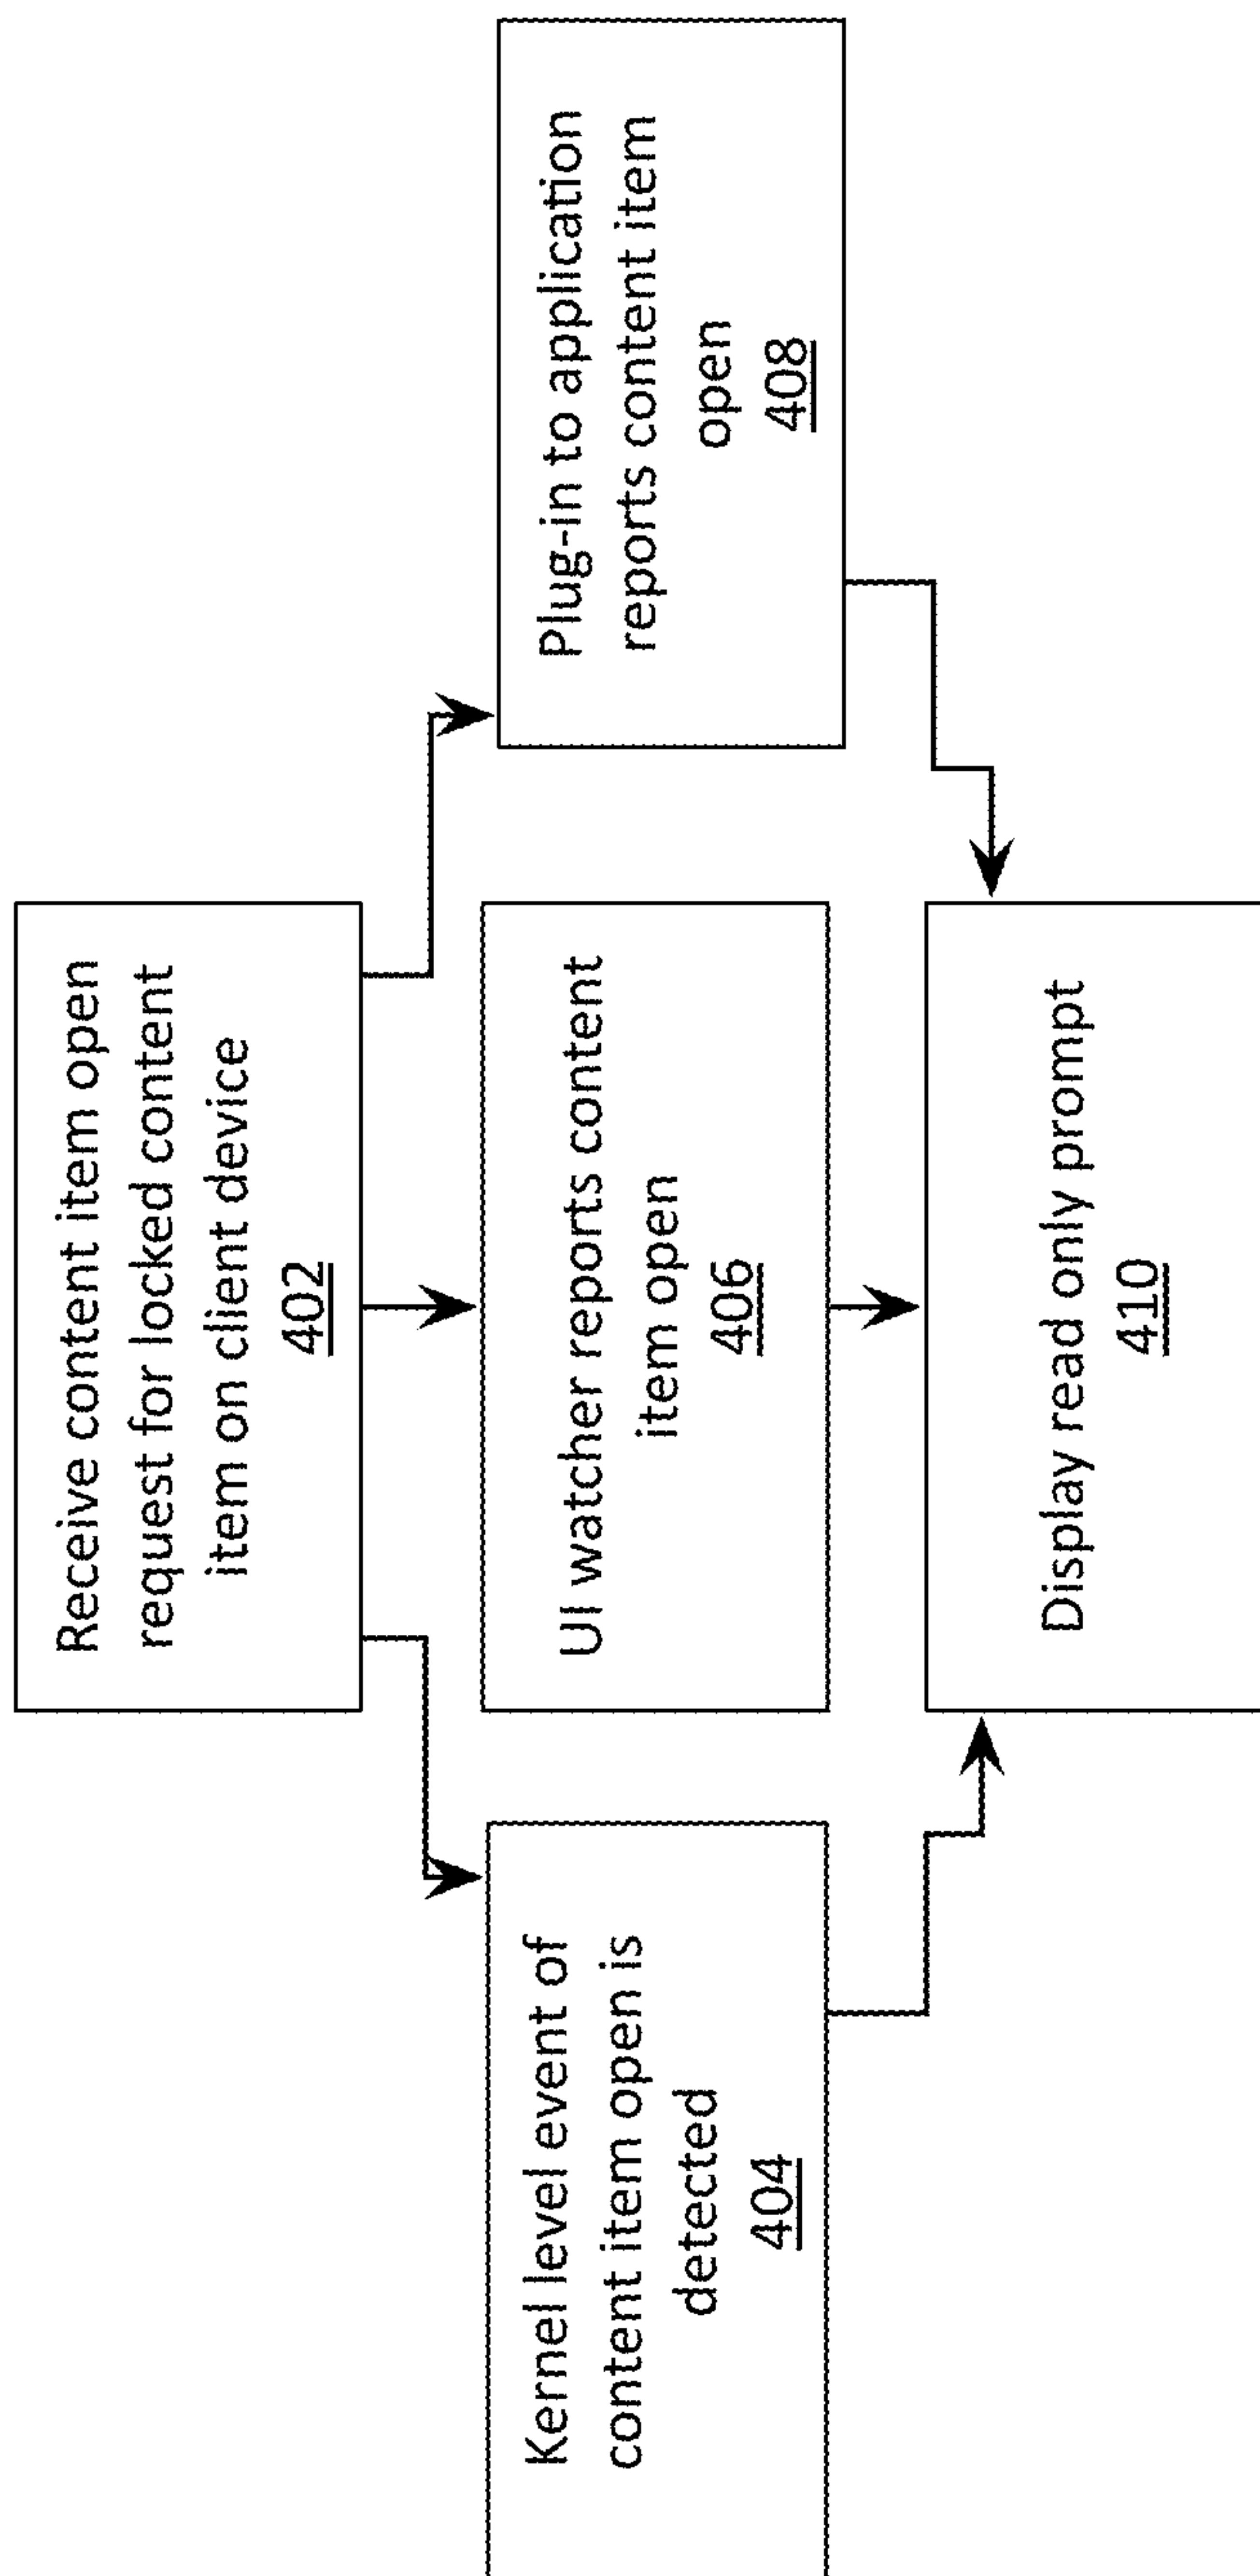 Receive content item open
request for locked content
item on client device
402
Kernel level event of
content item open is
detected
404
UI watcher reports content
item open
406
Plug-in to application
reports content item
open
408
Display read only prompt
410